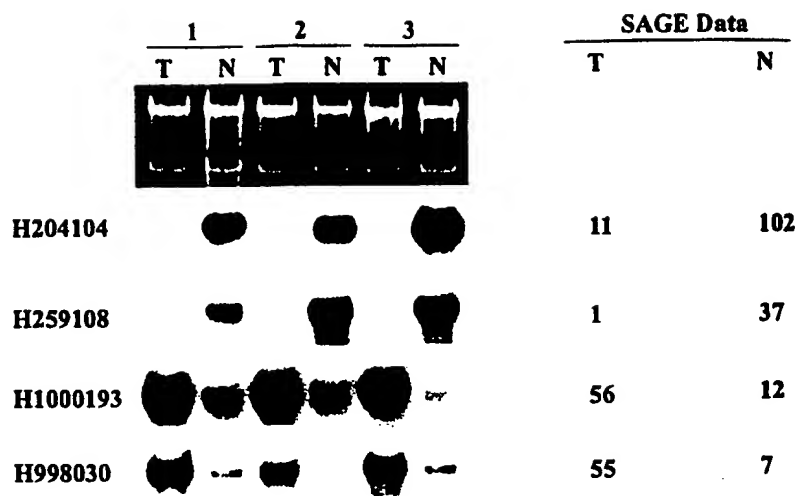 1 2 3 SAGE Data
T N T N T N T N
H204104 11 102
H259108 1 37
H1000193 56 12
H998030 55 7